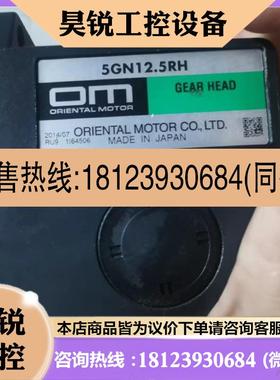 昊锐工控设备
5GN12.5RH
om
ORIENTAL MOTOR
GEAR HEAD
2014/07 ORIENTAL MOTOR CO., LTD.
MADE IN JAPAN
售热线:18123930684(同
锐
控
本店商品皆为议价下单请咨询客服
咨询热线:18123930684 (微